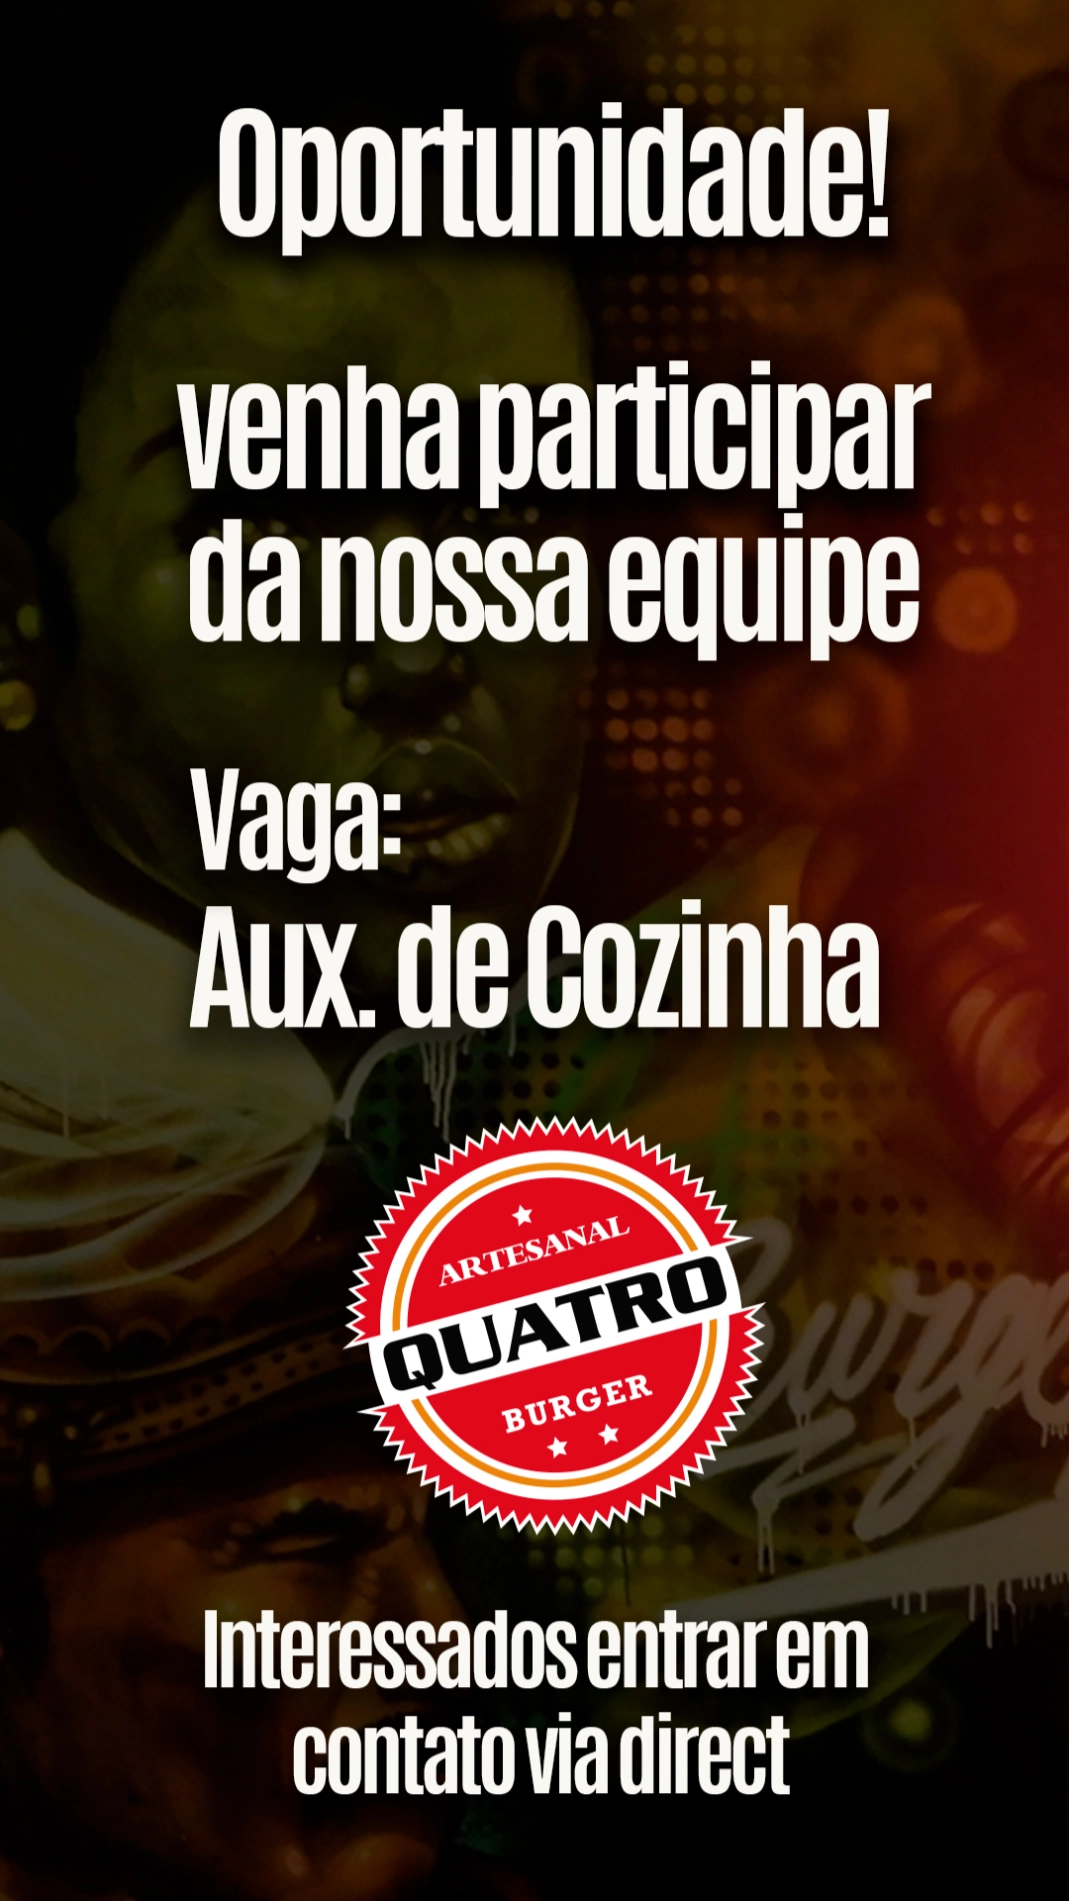 Oportunidade!
venha participar
da nossa equipe
Vaga:
Aux. de Cozinha
ARTESANAL
QUATRO
BURGER
Interessados entrar em
contato via direct